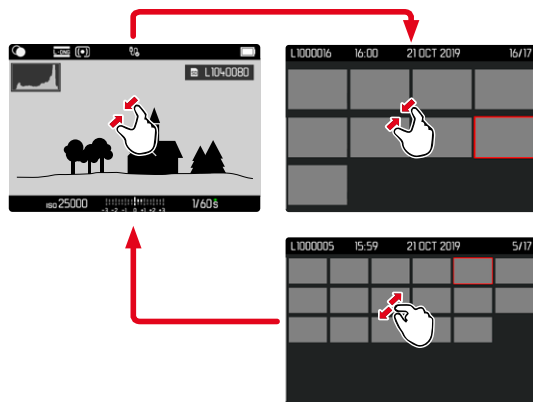 L-DNG
L1040080
ISO 25000
-3 -2 -1 0 +1 +2 +3
1/60s
L1000016 16:00 21 OCT 2019 16/17
L1000005 15:59 21 OCT 2019 5/17